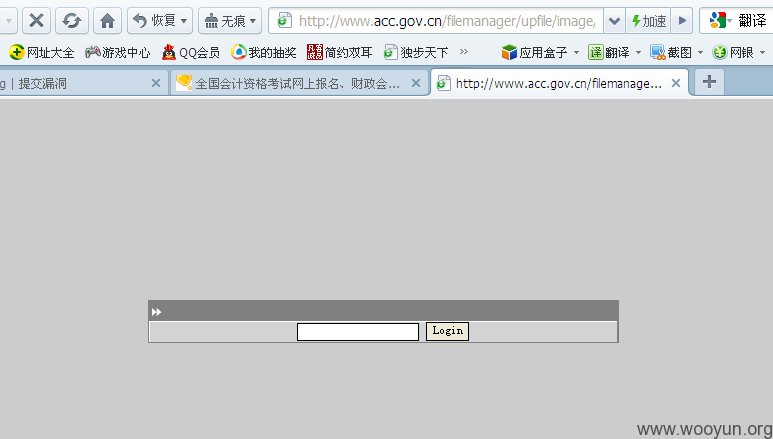 恢复 无痕 http://www.acc.gov.cn/filemanager/upfile/image, 加速 翻译
网址大全 游戏中心 QQ会员 我的抽奖 简约双耳 独步天下 » 应用盒子 翻译 截图 网银
g | 提交漏洞 全国会计资格考试网上报名、财政会... http://www.acc.gov.cn/filemanage...
Login
www.wooyun.org